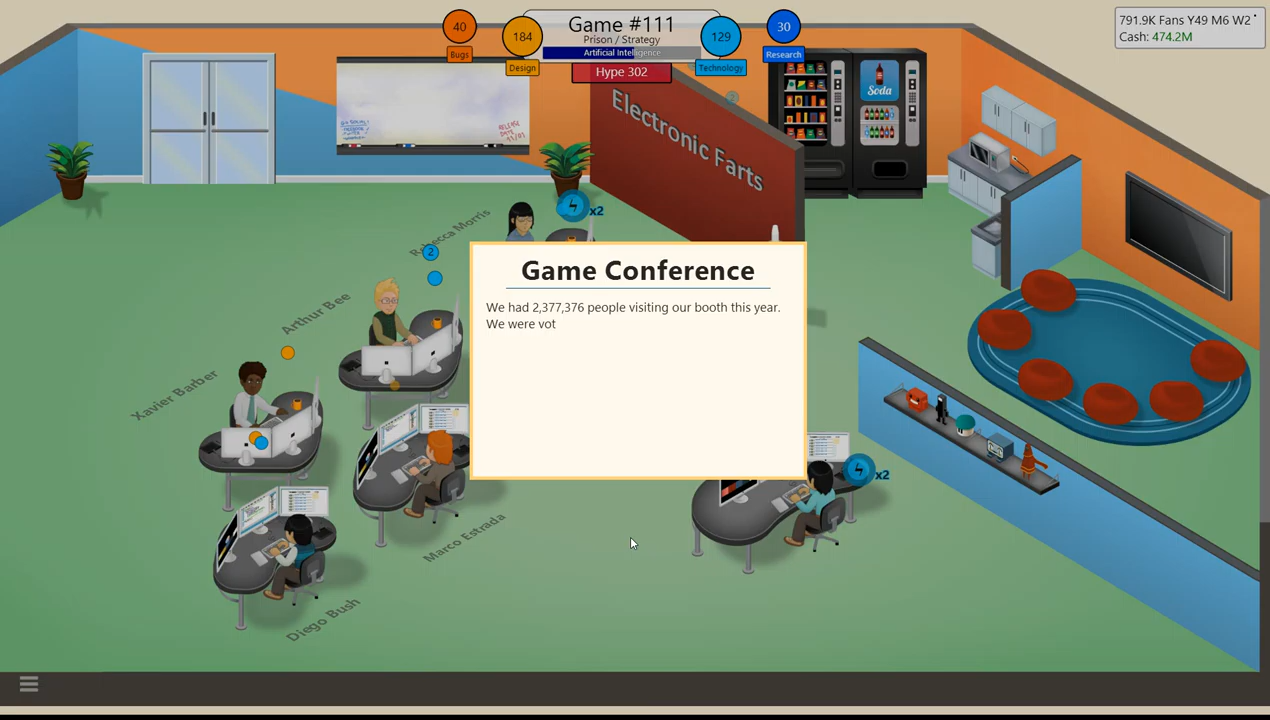 40
Bugs
184
Design
Game #111
Prison / Strategy
Artificial Intelligence
Hype 302
129
Technology
30
Research
791.9K Fans Y49 M6 W2
Cash: 474.2M
Soda
RELEASE
DATE
Electronic Farts
x2
Rebecca Morris
2
2
Arthur Bee
Xavier Barber
Game Conference
We had 2,377,376 people visiting our booth this year.
We were vot
x2
Marco Estrada
Diego Bush